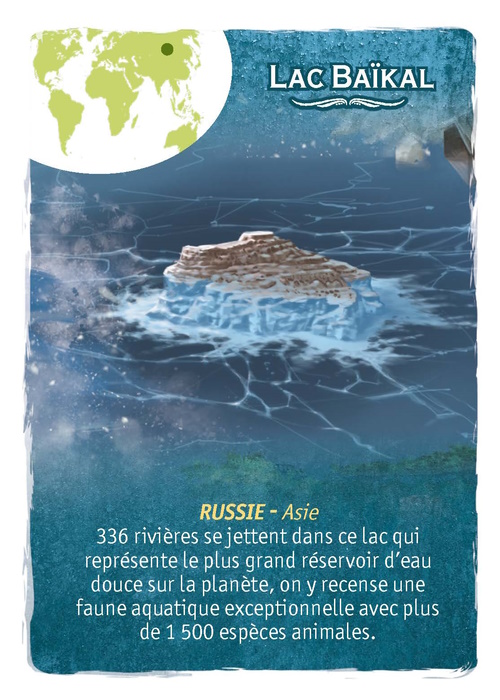 LAC BAÏKAL
RUSSIE - Asie
336 rivières se jettent dans ce lac qui
représente le plus grand réservoir d'eau
douce sur la planète, on y recense une
faune aquatique exceptionnelle avec plus
de 1 500 espèces animales.